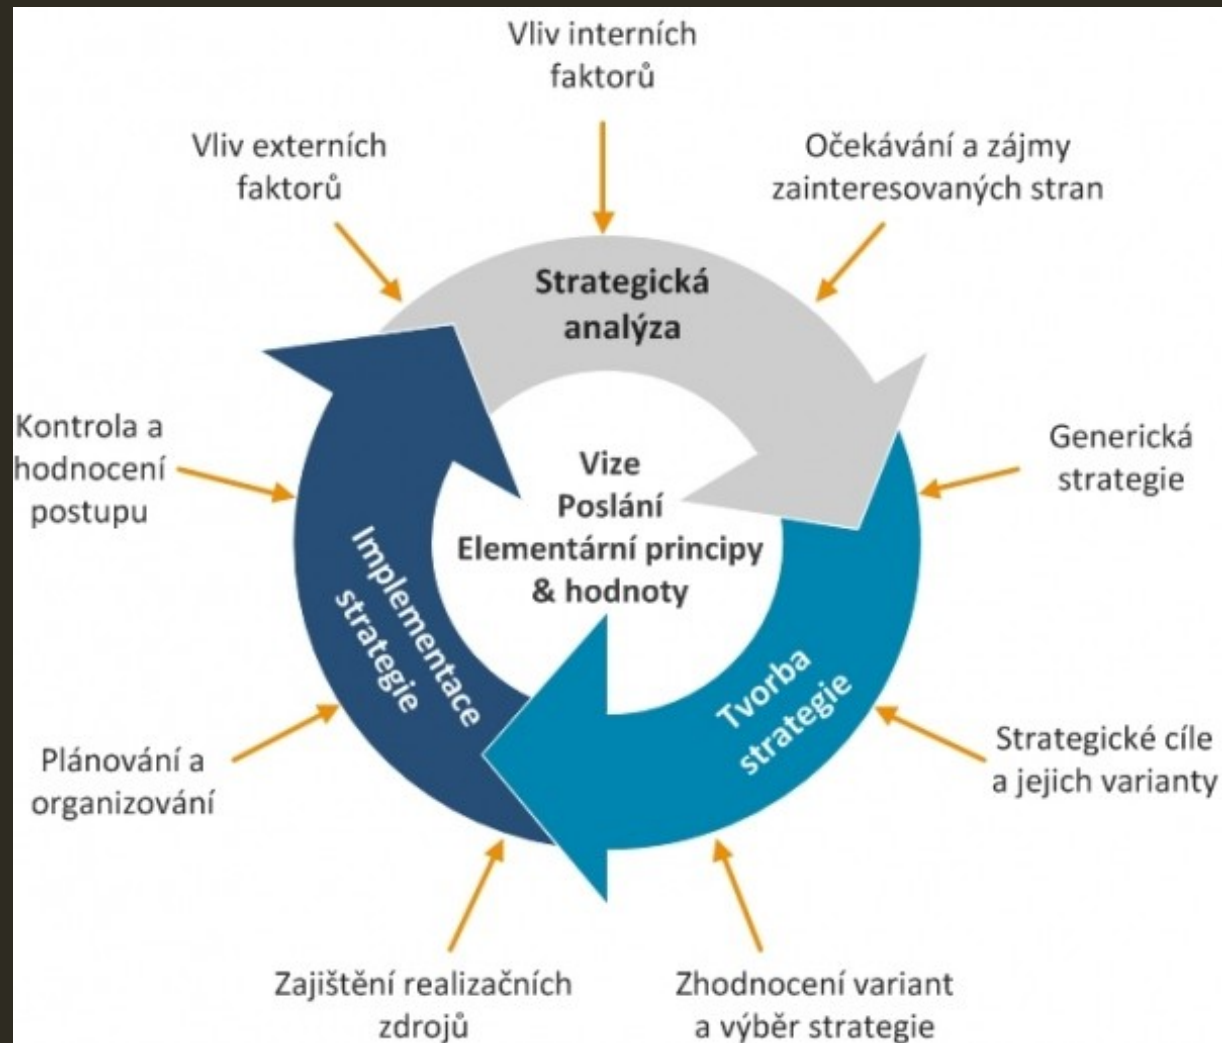 Vliv interních
faktorů
Vliv externích
faktorů
Očekávání a zájmy
zainteresovaných stran
Strategická
analýza
Kontrola a
hodnocení
postupu
Generická
strategie
Vize
Poslání
Elementární principy
& hodnoty
Implementace
strategie
Tvorba
strategie
Plánování a
organizování
Strategické cíle
a jejich varianty
Zajištění realizačních
zdrojů
Zhodnocení variant
a výběr strategie